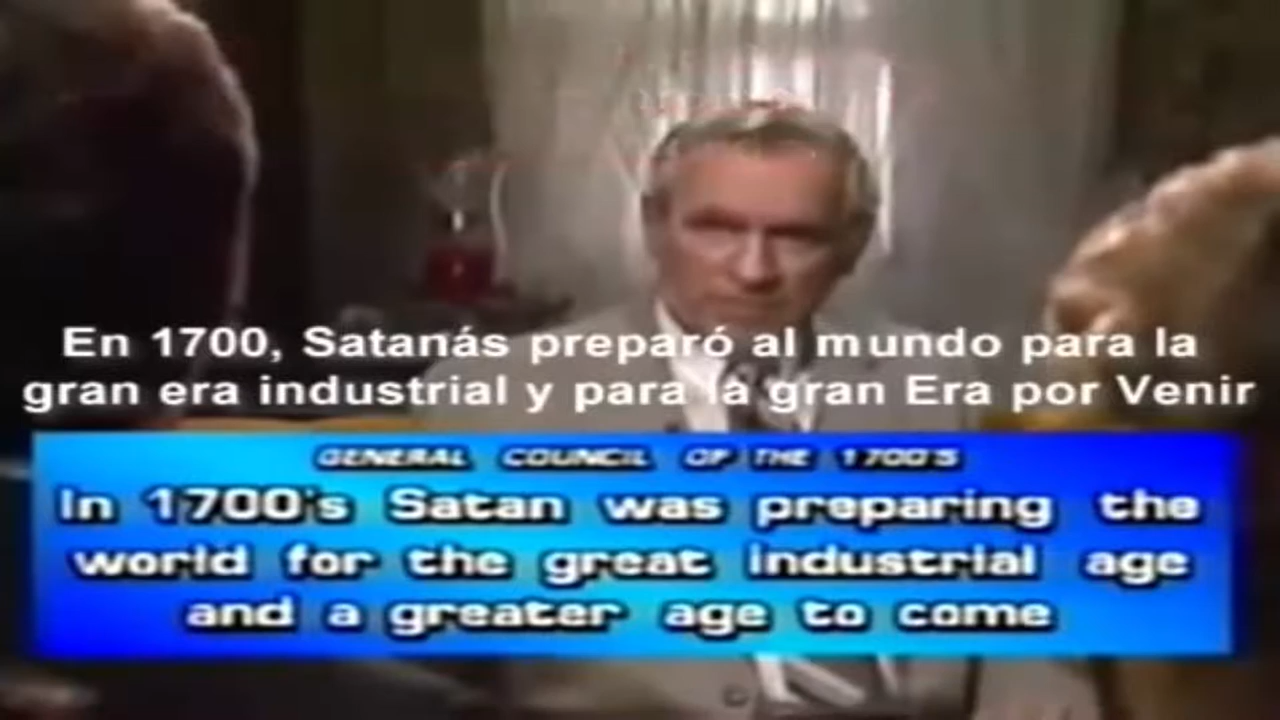 En 1700, Satanás preparó al mundo para la
gran era industrial y para la gran Era por Venir
GENERAL COUNCIL OF THE 1700'S
In 1700's Satan was preparing the
world for the great industrial age
and a greater age to come